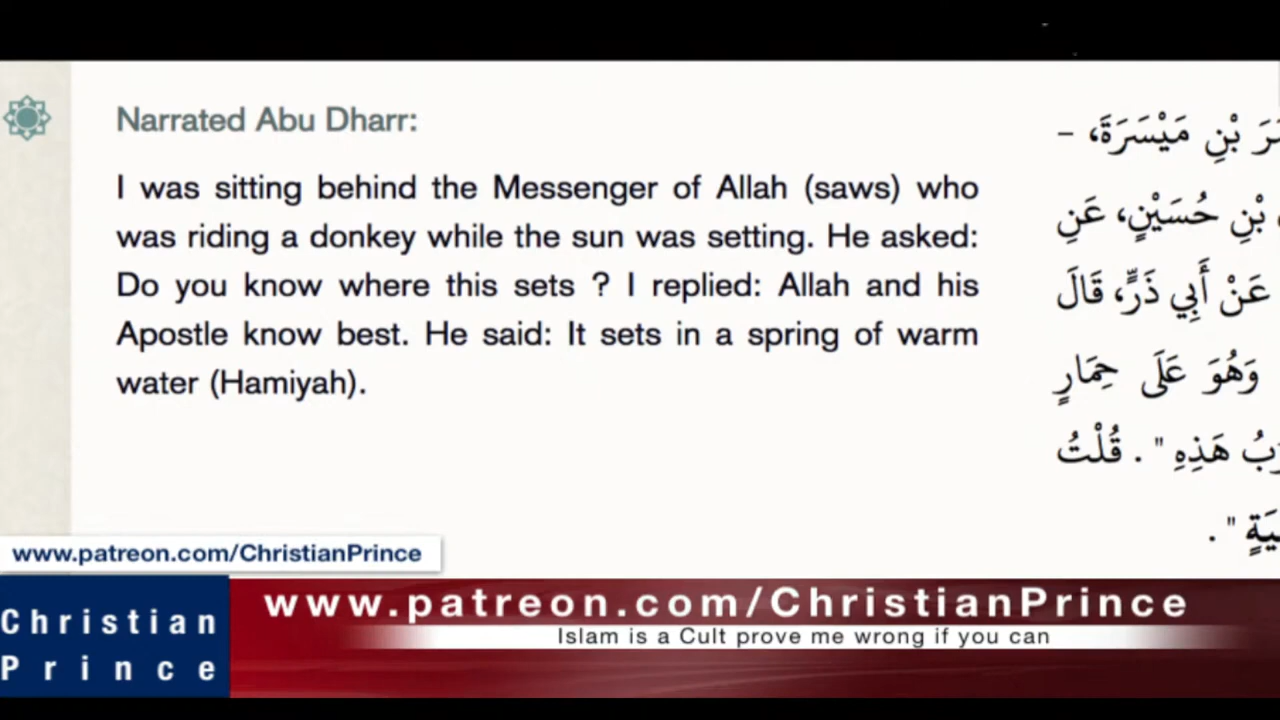 Narrated Abu Dharr:
I was sitting behind the Messenger of Allah (saws) who
was riding a donkey while the sun was setting. He asked:
Do you know where this sets ? I replied: Allah and his
Apostle know best. He said: It sets in a spring of warm
water (Hamiyah).
بْنِ مَيْسَرَةَ، -
بْنِ حُسَيْنٍ، عَنِ
عَنْ أَبِي ذَرٍّ، قَالَ
وَهُوَ عَلَى حِمَارٍ
هَذِهِ " . قُلْتُ
" .
www.patreon.com/ChristianPrince
Christian
Prince
www.patreon.com/ChristianPrince
Islam is a Cult prove me wrong if you can